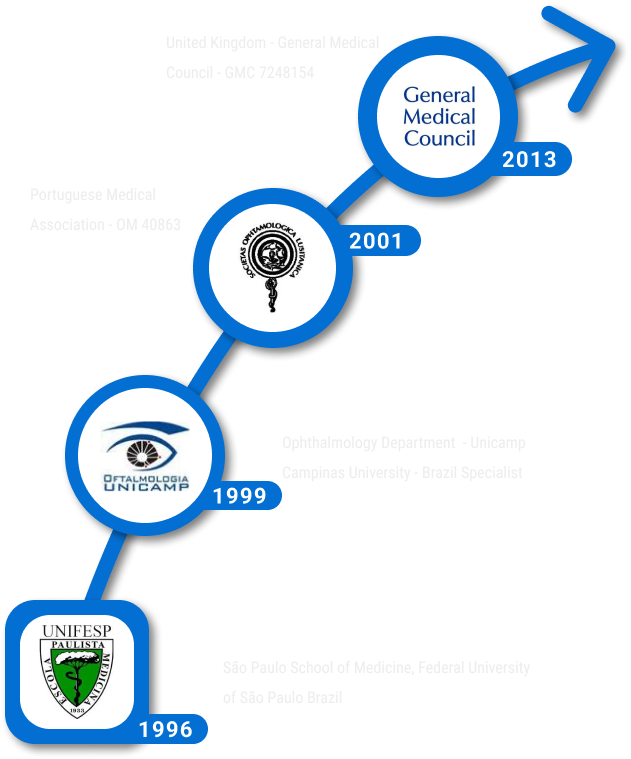 United Kingdom - General Medical
Council - GMC 7248154
General
Medical
Council
2013
Portuguese Medical
Association - OM 40863
2001
SOCIETAS OPHTAMOLOGICA LUSITANICA
Ophthalmology Department - Unicamp
Campinas University - Brazil Specialist
OFTALMOLOGIA
UNICAMP
1999
UNIFESP
PAULISTA
ESCOLA
MEDICINA
1933
São Paulo School of Medicine, Federal University
of São Paulo Brazil
1996